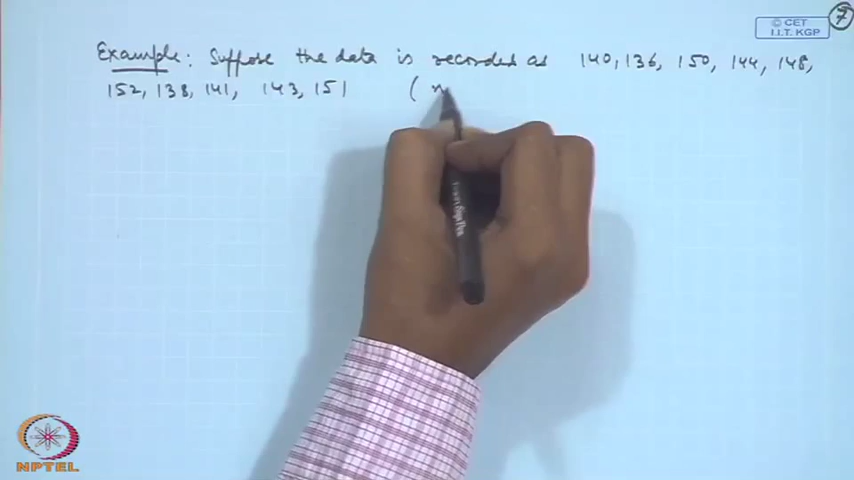 © CET
I.I.T. KGP
7
Example: Suppose the data is recorded as 140, 136, 150, 144, 148,
152, 138, 141, 143, 151 ( n
NPTEL